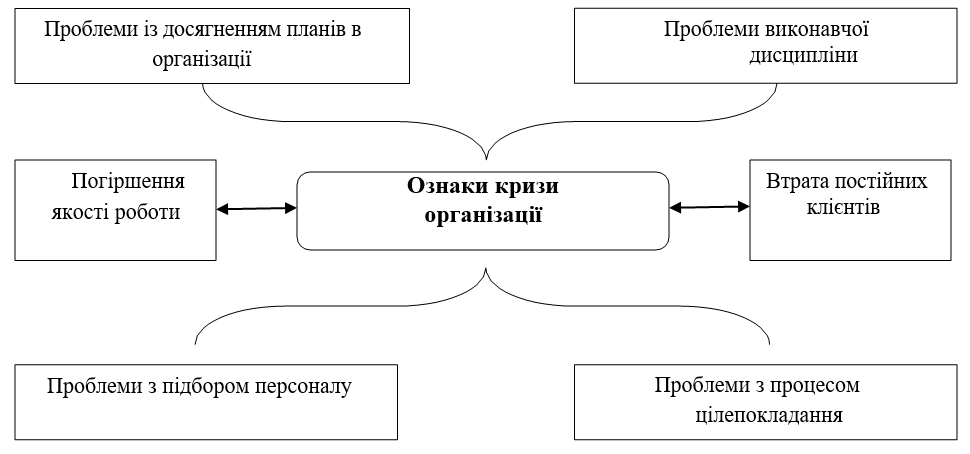 Проблеми із досягненням планів в
організації
Проблеми виконавчої
дисципліни
Погіршення
якості роботи
Ознаки кризи
організації
Втрата постійних
клієнтів
Проблеми з підбором персоналу
Проблеми з процесом
цілепокладання